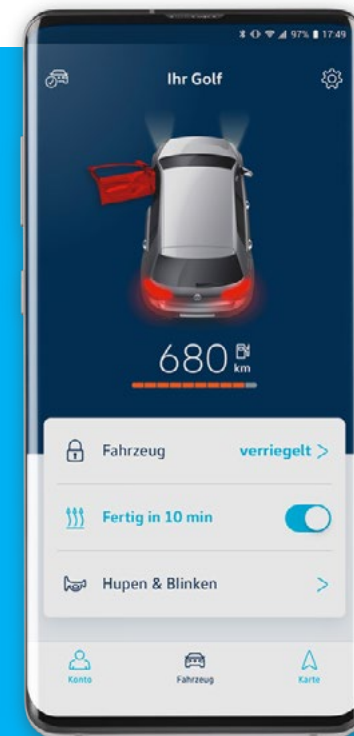 97% 17:49
Ihr Golf
680 km
Fahrzeug verriegelt >
Fertig in 10 min
Hupen & Blinken >
Konto Fahrzeug Karte